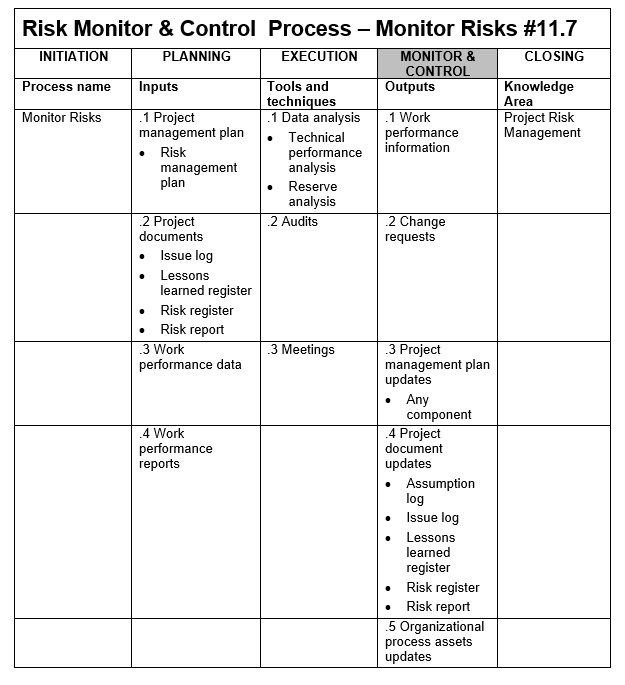 Risk Monitor & Control Process – Monitor Risks #11.7
INITIATION
PLANNING
EXECUTION
MONITOR &
CONTROL
CLOSING
Process name
Inputs
Tools and
techniques
Outputs
Knowledge
Area
Monitor Risks
.1 Project
management plan
• Risk
management
plan
.1 Data analysis
• Technical
performance
analysis
• Reserve
analysis
.1 Work
performance
information
Project Risk
Management
.2 Project
documents
• Issue log
• Lessons
learned register
• Risk register
• Risk report
.2 Audits
.2 Change
requests
.3 Work
performance data
.3 Meetings
.3 Project
management plan
updates
• Any
component
.4 Work
performance
reports
.4 Project
document
updates
• Assumption
log
• Issue log
• Lessons
learned
register
• Risk register
• Risk report
.5 Organizational
process assets
updates